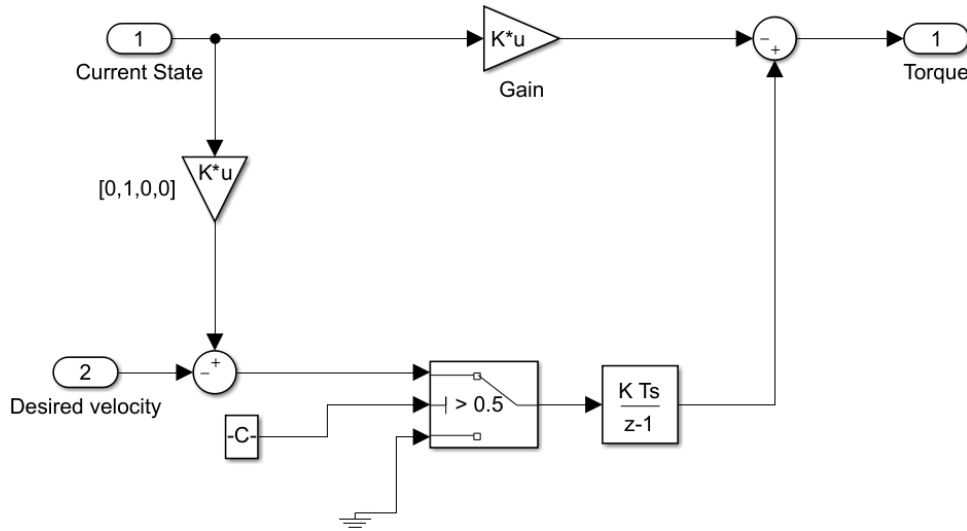 1
Current State
K*u
Gain
-
+
1
Torque
K*u
[0,1,0,0]
2
Desired velocity
+
-
> 0.5
-C-
K Ts
z-1